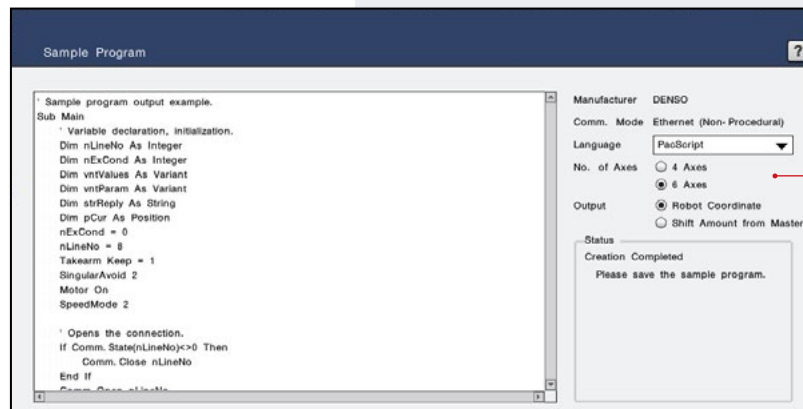 Sample Program
?
' Sample program output example.
Sub Main
' Variable declaration, initialization.
Dim nLineNo As Integer
Dim nExCond As Integer
Dim vntValues As Variant
Dim vntParam As Variant
Dim strReply As String
Dim pCur As Position
nExCond = 0
nLineNo = 8
Takearm Keep = 1
SingularAvoid 2
Motor On
SpeedMode 2
' Opens the connection.
If Comm. State(nLineNo)<>0 Then
Comm. Close nLineNo
End If
Comm. Open nLineNo
Manufacturer DENSO
Comm. Mode Ethernet (Non-Procedural)
Language PacScript
No. of Axes 4 Axes
6 Axes
Output Robot Coordinate
Shift Amount from Master
Status
Creation Completed
Please save the sample program.